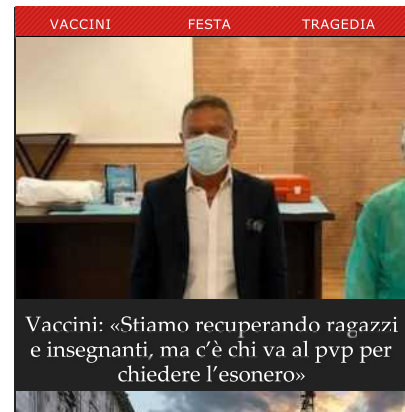 VACCINI FESTA TRAGEDIA
Vaccini: «Stiamo recuperando ragazzi
e insegnanti, ma c’è chi va al pvp per
chiedere l’esonero»